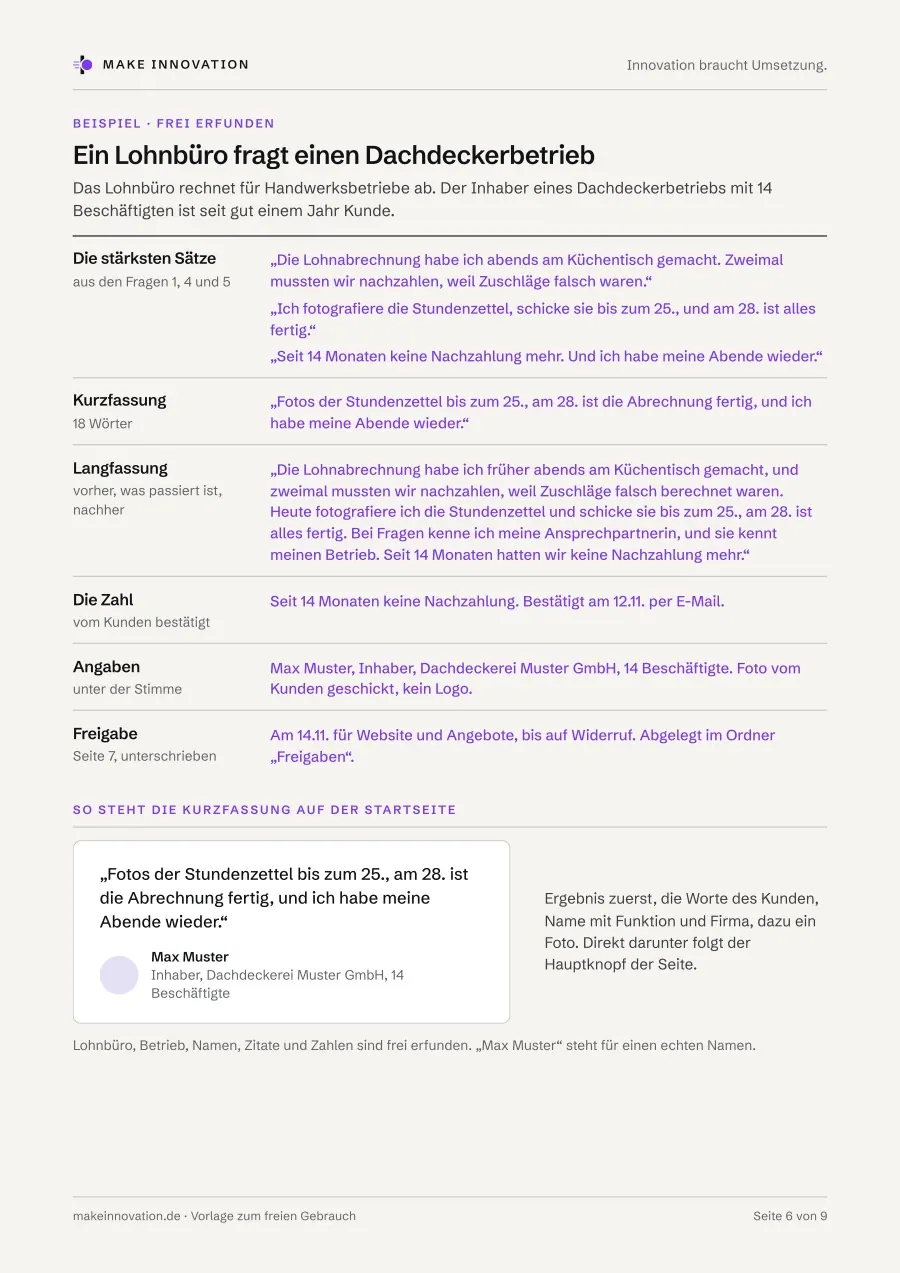 MAKE INNOVATION
Innovation braucht Umsetzung.
BEISPIEL · FREI ERFUNDEN
Ein Lohnbüro fragt einen Dachdeckerbetrieb
Das Lohnbüro rechnet für Handwerksbetriebe ab. Der Inhaber eines Dachdeckerbetriebs mit 14
Beschäftigten ist seit gut einem Jahr Kunde.
Die stärksten Sätze
aus den Fragen 1, 4 und 5
„Die Lohnabrechnung habe ich abends am Küchentisch gemacht. Zweimal
mussten wir nachzahlen, weil Zuschläge falsch waren.“
„Ich fotografiere die Stundenzettel, schicke sie bis zum 25., und am 28. ist alles
fertig.“
„Seit 14 Monaten keine Nachzahlung mehr. Und ich habe meine Abende wieder.“
Kurzfassung
18 Wörter
„Fotos der Stundenzettel bis zum 25., am 28. ist die Abrechnung fertig, und ich
habe meine Abende wieder.“
Langfassung
vorher, was passiert ist,
nachher
„Die Lohnabrechnung habe ich früher abends am Küchentisch gemacht, und
zweimal mussten wir nachzahlen, weil Zuschläge falsch berechnet waren.
Heute fotografiere ich die Stundenzettel und schicke sie bis zum 25., am 28. ist
alles fertig. Bei Fragen kenne ich meine Ansprechpartnerin, und sie kennt
meinen Betrieb. Seit 14 Monaten hatten wir keine Nachzahlung mehr.“
Die Zahl
vom Kunden bestätigt
Seit 14 Monaten keine Nachzahlung. Bestätigt am 12.11. per E-Mail.
Angaben
unter der Stimme
Max Muster, Inhaber, Dachdeckerei Muster GmbH, 14 Beschäftigte. Foto vom
Kunden geschickt, kein Logo.
Freigabe
Seite 7, unterschrieben
Am 14.11. für Website und Angebote, bis auf Widerruf. Abgelegt im Ordner
„Freigaben“.
SO STEHT DIE KURZFASSUNG AUF DER STARTSEITE
„Fotos der Stundenzettel bis zum 25., am 28. ist
die Abrechnung fertig, und ich habe meine
Abende wieder.“
Max Muster
Inhaber, Dachdeckerei Muster GmbH, 14
Beschäftigte
Ergebnis zuerst, die Worte des Kunden,
Name mit Funktion und Firma, dazu ein
Foto. Direkt darunter folgt der
Hauptknopf der Seite.
Lohnbüro, Betrieb, Namen, Zitate und Zahlen sind frei erfunden. „Max Muster“ steht für einen echten Namen.
makeinnovation.de · Vorlage zum freien Gebrauch
Seite 6 von 9